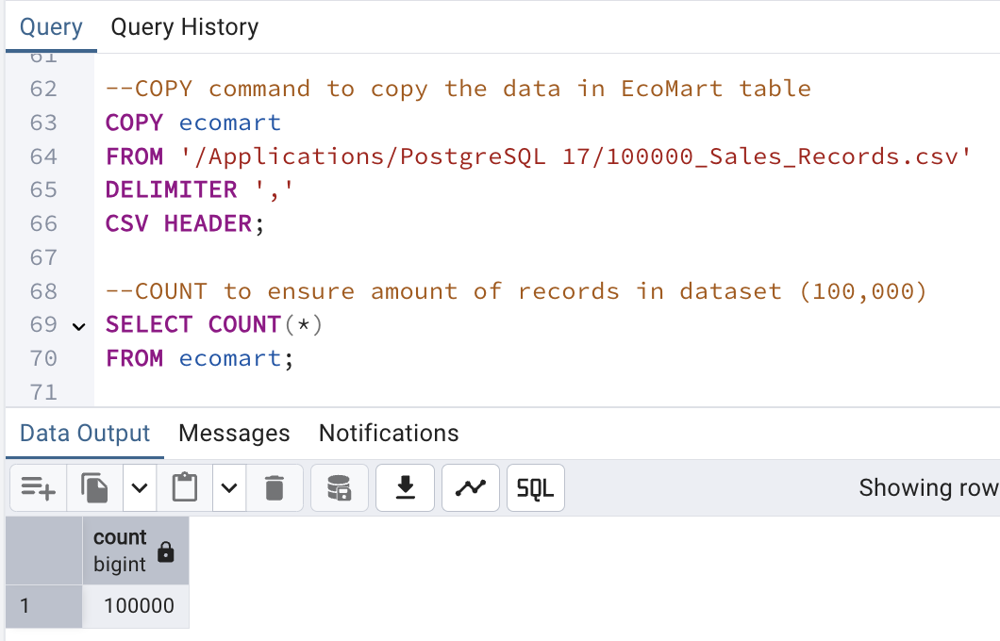 Query Query History
61
62 --COPY command to copy the data in EcoMart table
63 COPY ecomart
64 FROM '/Applications/PostgreSQL 17/100000_Sales_Records.csv'
65 DELIMITER ','
66 CSV HEADER;
67
68 --COUNT to ensure amount of records in dataset (100,000)
69 SELECT COUNT(*)
70 FROM ecomart;
71
Data Output Messages Notifications
SQL Showing row
count
bigint
1 100000